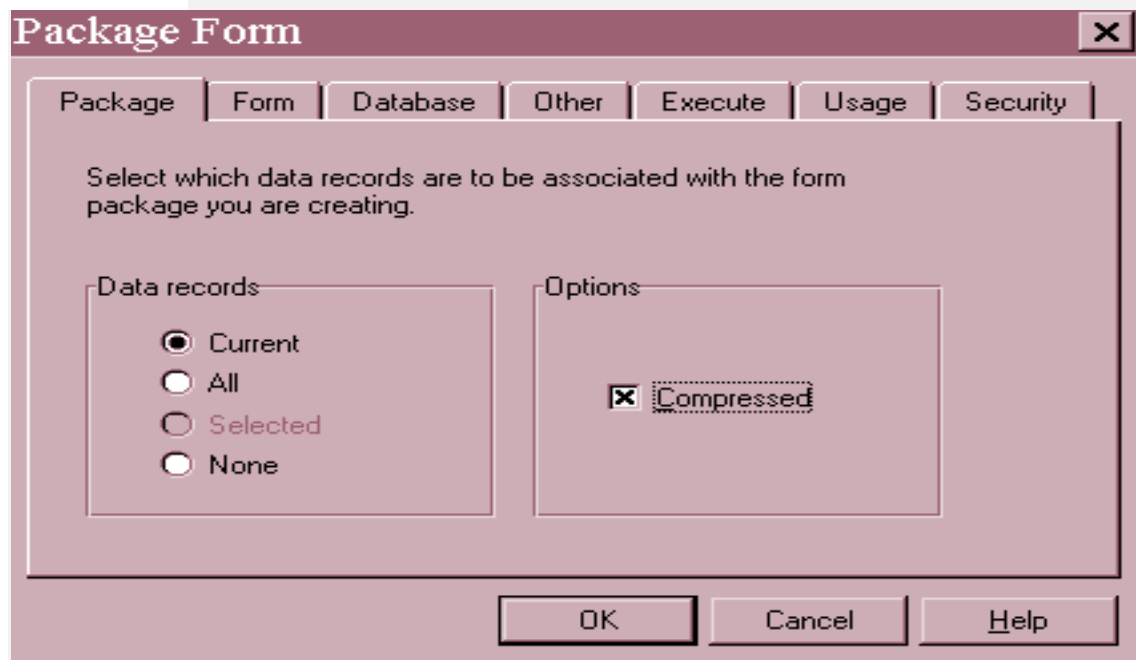 Package Form
Package Form Database Other Execute Usage Security
Select which data records are to be associated with the form
package you are creating.
Data records
Current
All
Selected
None
Options
Compressed
OK Cancel Help